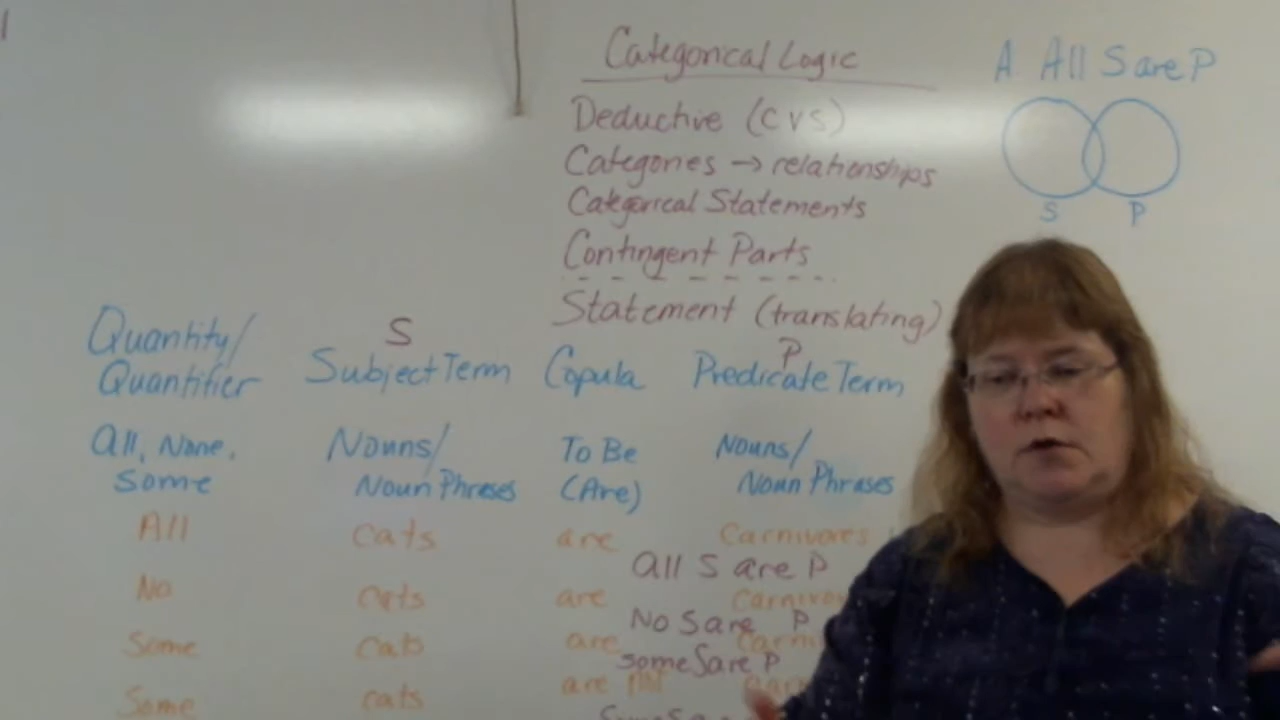 Categorical Logic
A All S are P
Deductive (CVS)
Categories → relationships
S P
Categorical Statements
Contingent Parts
Statement (translating)
Quantity/
Quantifier
S
Subject Term
Copula
P
Predicate Term
All, None,
Some
Nouns/
Noun Phrases
To Be
(Are)
Nouns/
Noun Phrases
All cats are Carnivores
All S are P
No cats are
No S are P
Some cats are
some S are P
Some cats are